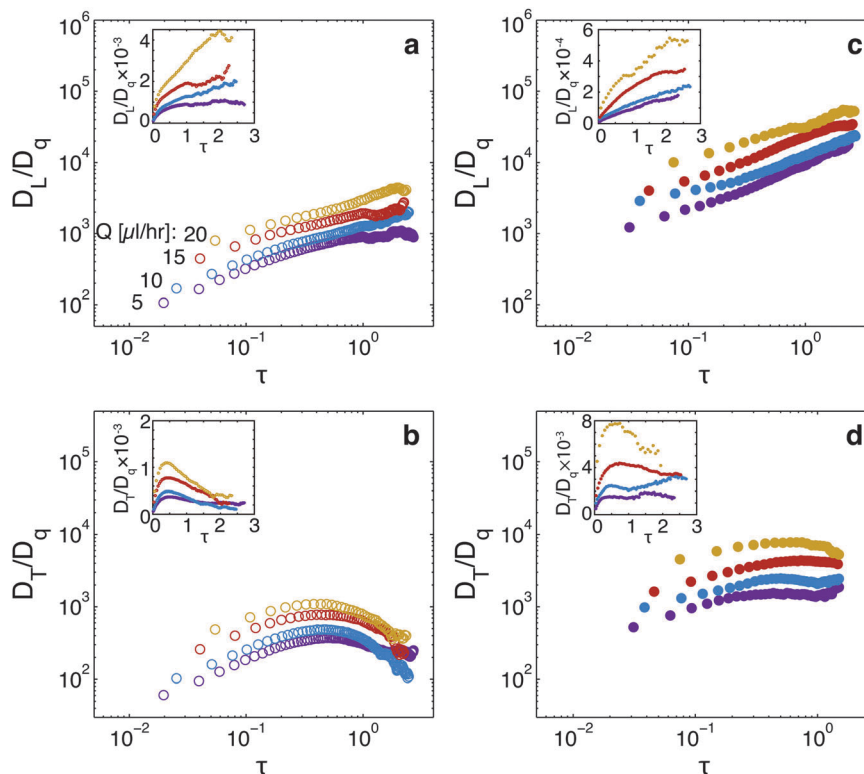 a
10⁶
10⁵
10⁴
10³
10²
D_L/D_q
10⁻²
10⁻¹
10⁰
τ
Q [μl/hr]: 20
15
10
5
D_L/D_q×10⁻³
4
2
0
0
1
2
3
τ
c
10⁶
10⁵
10⁴
10³
10²
D_L/D_q
10⁻²
10⁻¹
10⁰
τ
D_L/D_q×10⁻⁴
6
4
2
0
0
1
2
3
τ
b
10⁵
10⁴
10³
10²
D_T/D_q
10⁻²
10⁻¹
10⁰
τ
D_T/D_q×10⁻³
2
1
0
0
1
2
3
τ
d
10⁵
10⁴
10³
10²
D_T/D_q
10⁻²
10⁻¹
10⁰
τ
D_T/D_q×10⁻³
8
4
0
0
1
2
3
τ